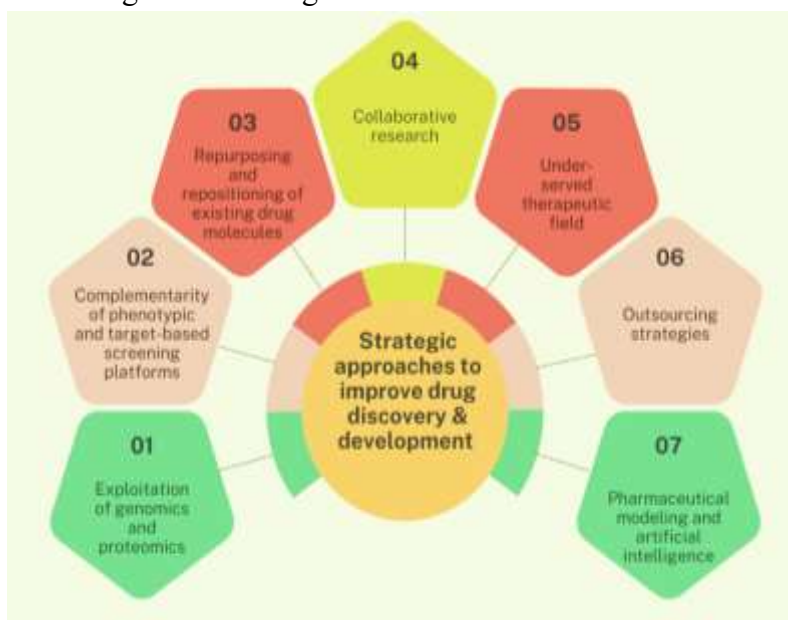 04
Collaborative
research
03
Repurposing
and
repositioning of
existing drug
molecules
05
Under-
served
therapeutic
field
02
Complementarity
of phenotypic
and target-based
screening
platforms
06
Outsourcing
strategies
Strategic
approaches to
improve drug
discovery &
development
01
Exploitation
of genomics
and
proteomics
07
Pharmaceutical
modeling and
artificial
intelligence